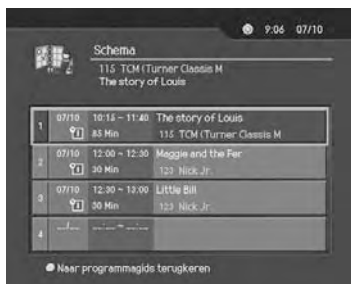 9:06 07/10
Schema
115 TCM (Turner Classis M
The story of Louis
1 07/10 10:15 ~ 11:40 The story of Louis
85 Min 115 TCM (Turner Classis M
2 07/10 12:00 ~ 12:30 Maggie and the Fer
30 Min 123 Nick Jr.
3 07/10 12:30 ~ 13:00 Little Bill
30 Min 123 Nick Jr.
4 --/-- --:-- ~ --:--
Naar programmagids terugkeren